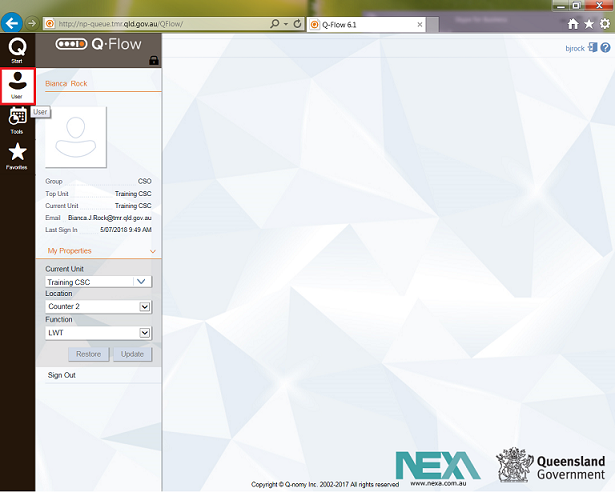 http://np-queue.tmr.qld.gov.au/QFlow/
Q-Flow 6.1
Q
Start
Q·Flow
bjrock
User
User
Tools
Favorites
Bianca Rock
Group CSO
Top Unit Training CSC
Current Unit Training CSC
Email Bianca.J.Rock@tmr.qld.gov.au
Last Sign In 5/07/2018 9:49 AM
My Properties
Current Unit
Training CSC
Location
Counter 2
Function
LWT
Restore Update
Sign Out
NEXA
www.nexa.com.au
Queensland
Government
Copyright © Q-nomy Inc. 2002-2017 All rights reserved